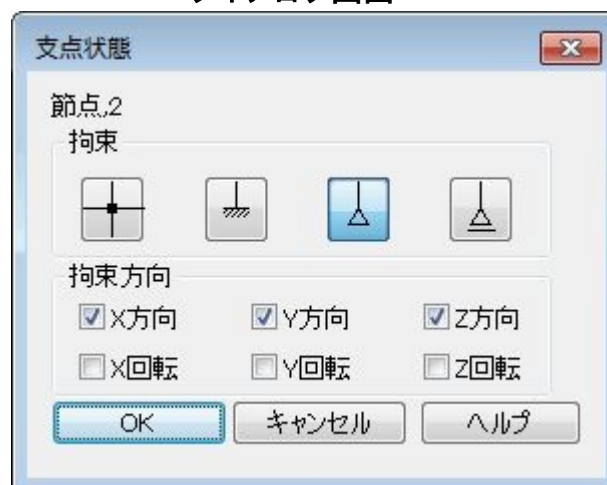 支点状態
節点,2
拘束
拘束方向
X方向 Y方向 Z方向
X回転 Y回転 Z回転
OK キャンセル ヘルプ